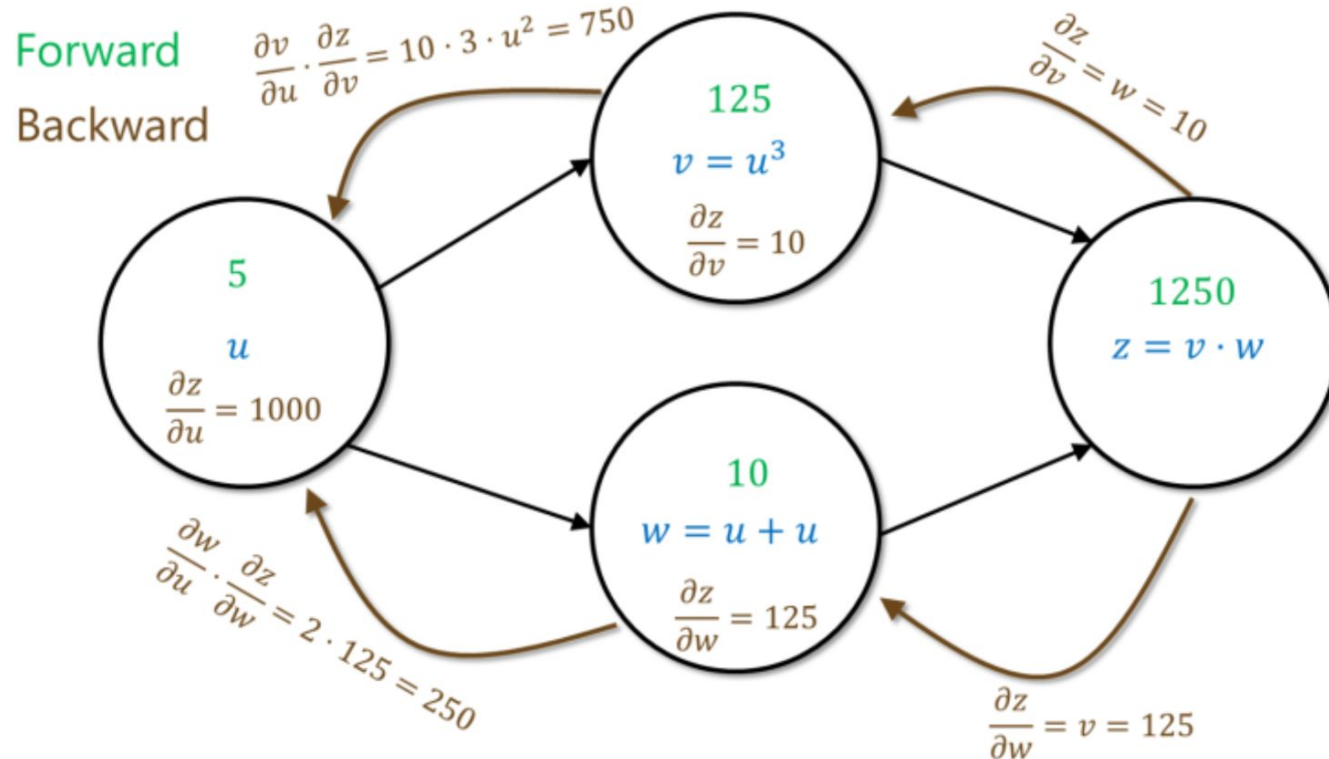 Forward
Backward
∂v/∂u · ∂z/∂v = 10 · 3 · u² = 750
∂z/∂v = w = 10
125
v = u³
∂z/∂v = 10
5
u
∂z/∂u = 1000
1250
z = v · w
10
w = u + u
∂z/∂w = 125
∂w/∂u · ∂z/∂w = 2 · 125 = 250
∂z/∂w = v = 125